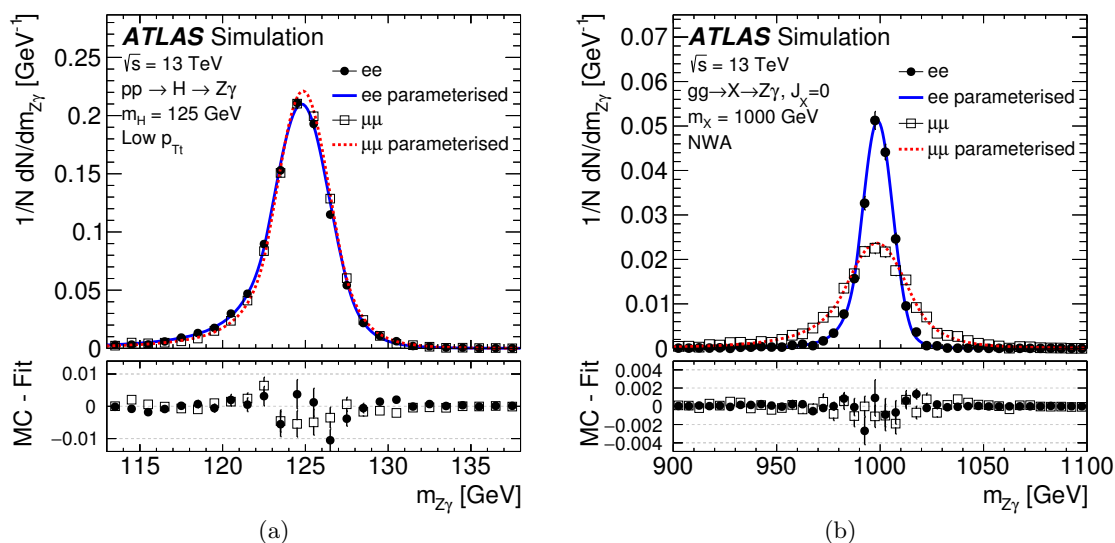 ATLAS Simulation
√s = 13 TeV
pp → H → Zγ
m_H = 125 GeV
Low p_Tt
ee
ee parameterised
μμ
μμ parameterised
1/N dN/dm_Zγ [GeV⁻¹]
0.2
0.15
0.1
0.05
0
MC - Fit
0.01
0
−0.01
115 120 125 130 135
m_Zγ [GeV]
(a)
ATLAS Simulation
√s = 13 TeV
gg→X→Zγ, J_X=0
m_X = 1000 GeV
NWA
ee
ee parameterised
μμ
μμ parameterised
1/N dN/dm_Zγ [GeV⁻¹]
0.07
0.06
0.05
0.04
0.03
0.02
0.01
0
MC - Fit
0.004
0.002
0
−0.002
−0.004
900 950 1000 1050 1100
m_Zγ [GeV]
(b)